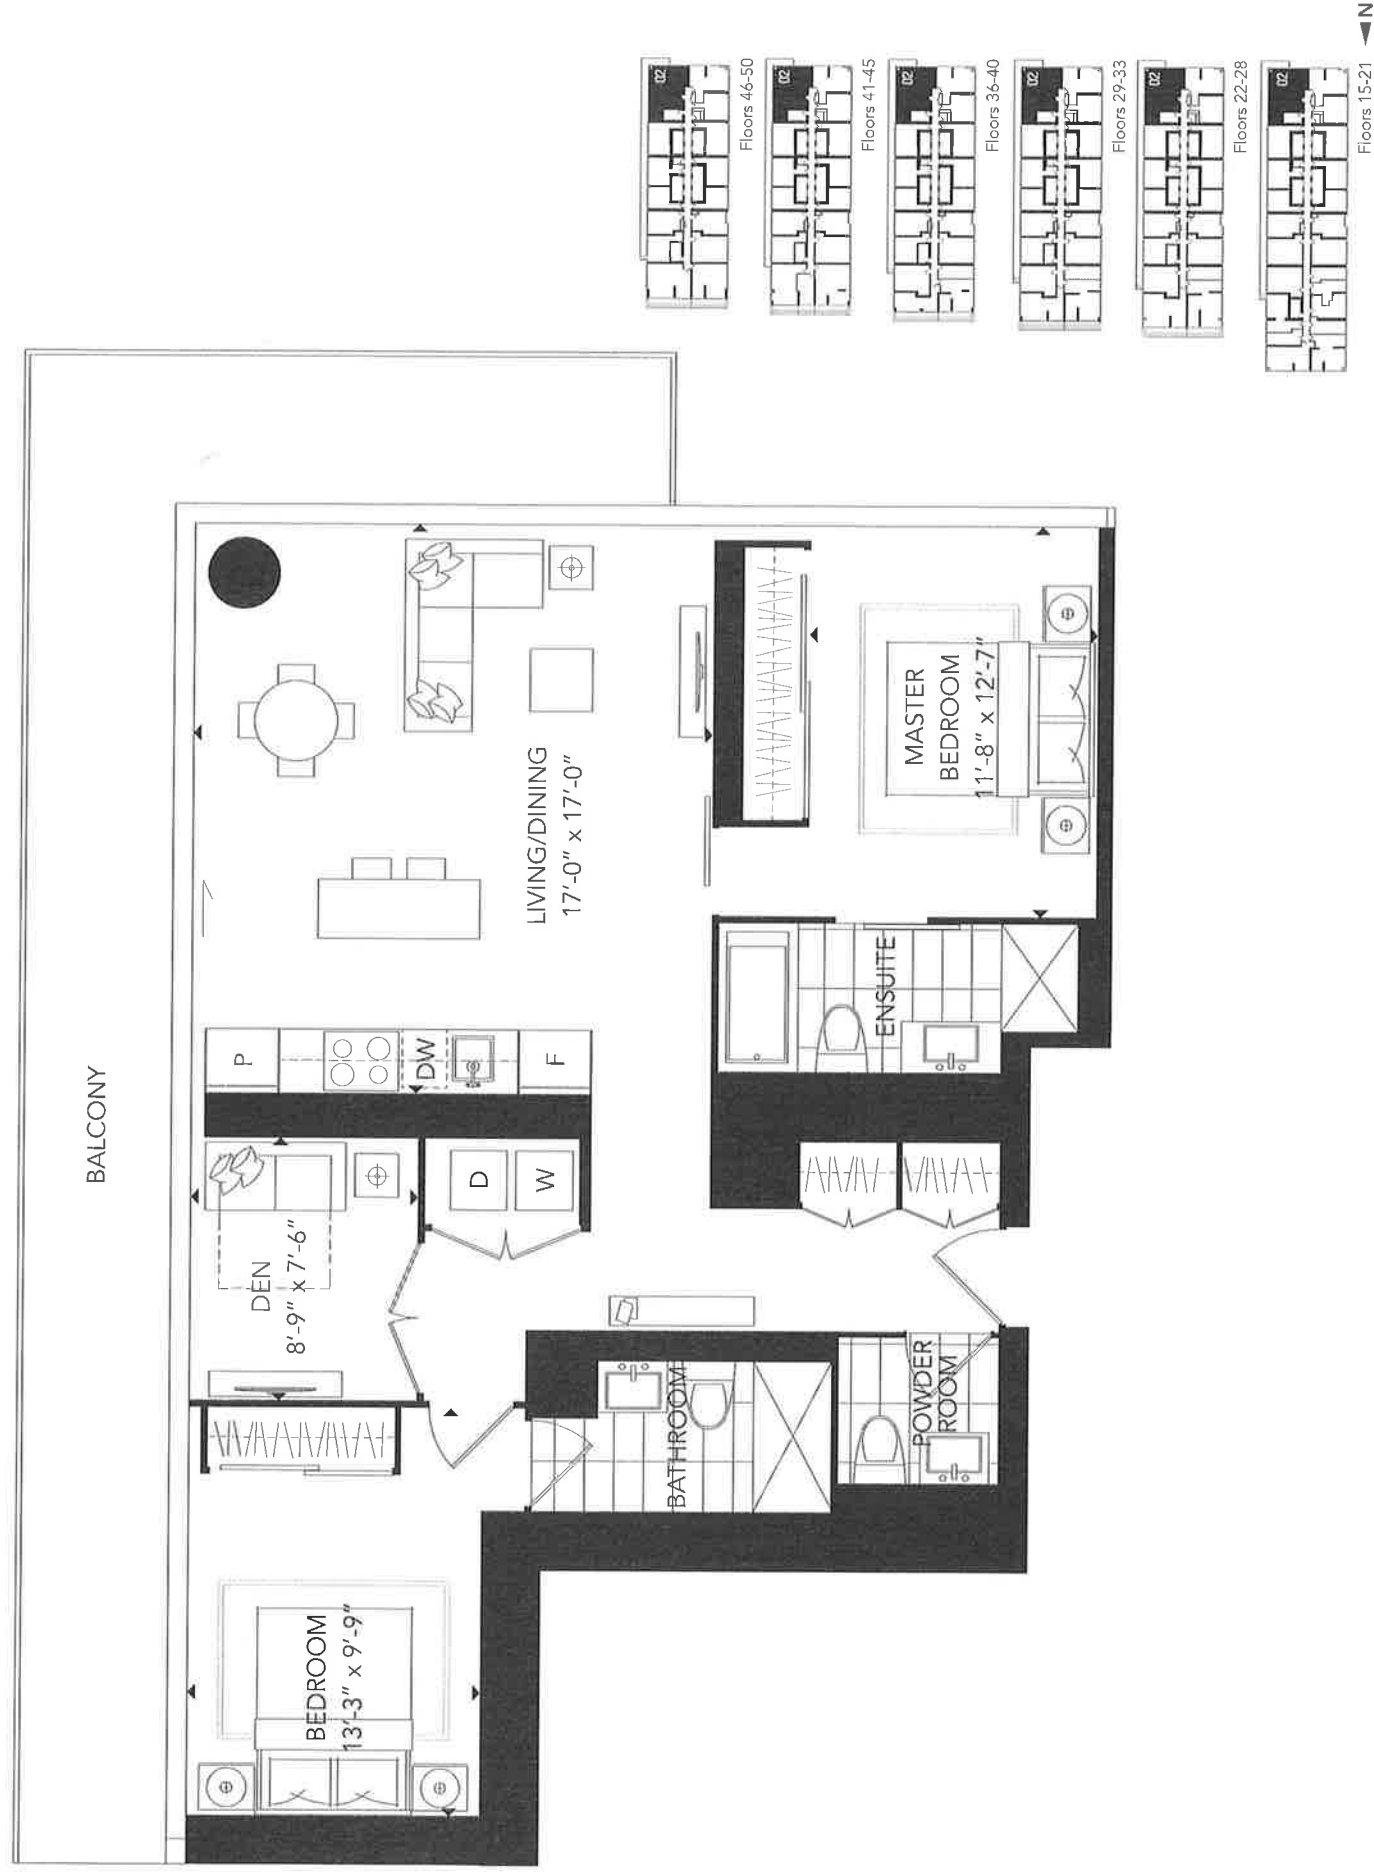 BALCONY
BEDROOM
13'-3" x 9'-9"
DEN
8'-9" x 7'-6"
P
DW
F
D
W
LIVING/DINING
17'-0" x 17'-0"
BATHROOM
POWDER
ROOM
ENSUITE
MASTER
BEDROOM
11'-8" x 12'-7"
02
Floors 46-50
02
Floors 41-45
02
Floors 36-40
02
Floors 29-33
02
Floors 22-28
02
Floors 15-21
N